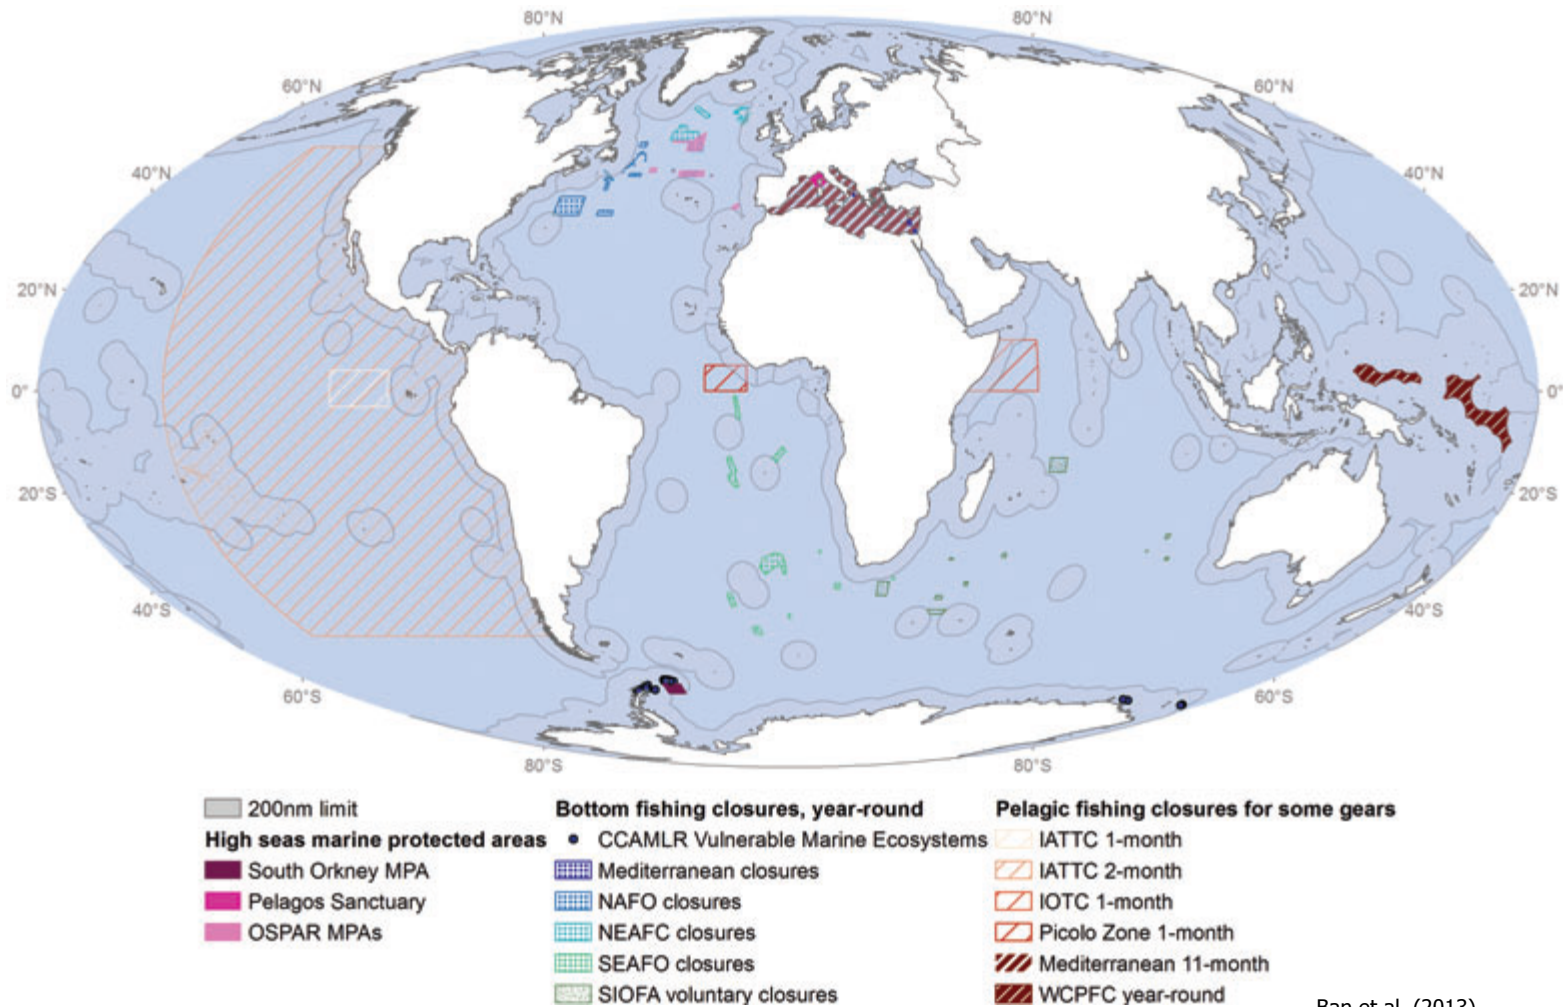 80°N 80°N
60°N 60°N
40°N 40°N
20°N 20°N
0° 0°
20°S 20°S
40°S 40°S
60°S 60°S
80°S 80°S
200nm limit
High seas marine protected areas
South Orkney MPA
Pelagos Sanctuary
OSPAR MPAs
Bottom fishing closures, year-round
CCAMLR Vulnerable Marine Ecosystems
Mediterranean closures
NAFO closures
NEAFC closures
SEAFO closures
SIOFA voluntary closures
Pelagic fishing closures for some gears
IATTC 1-month
IATTC 2-month
IOTC 1-month
Picolo Zone 1-month
Mediterranean 11-month
WCPFC year-round
Ban et al. (2013)